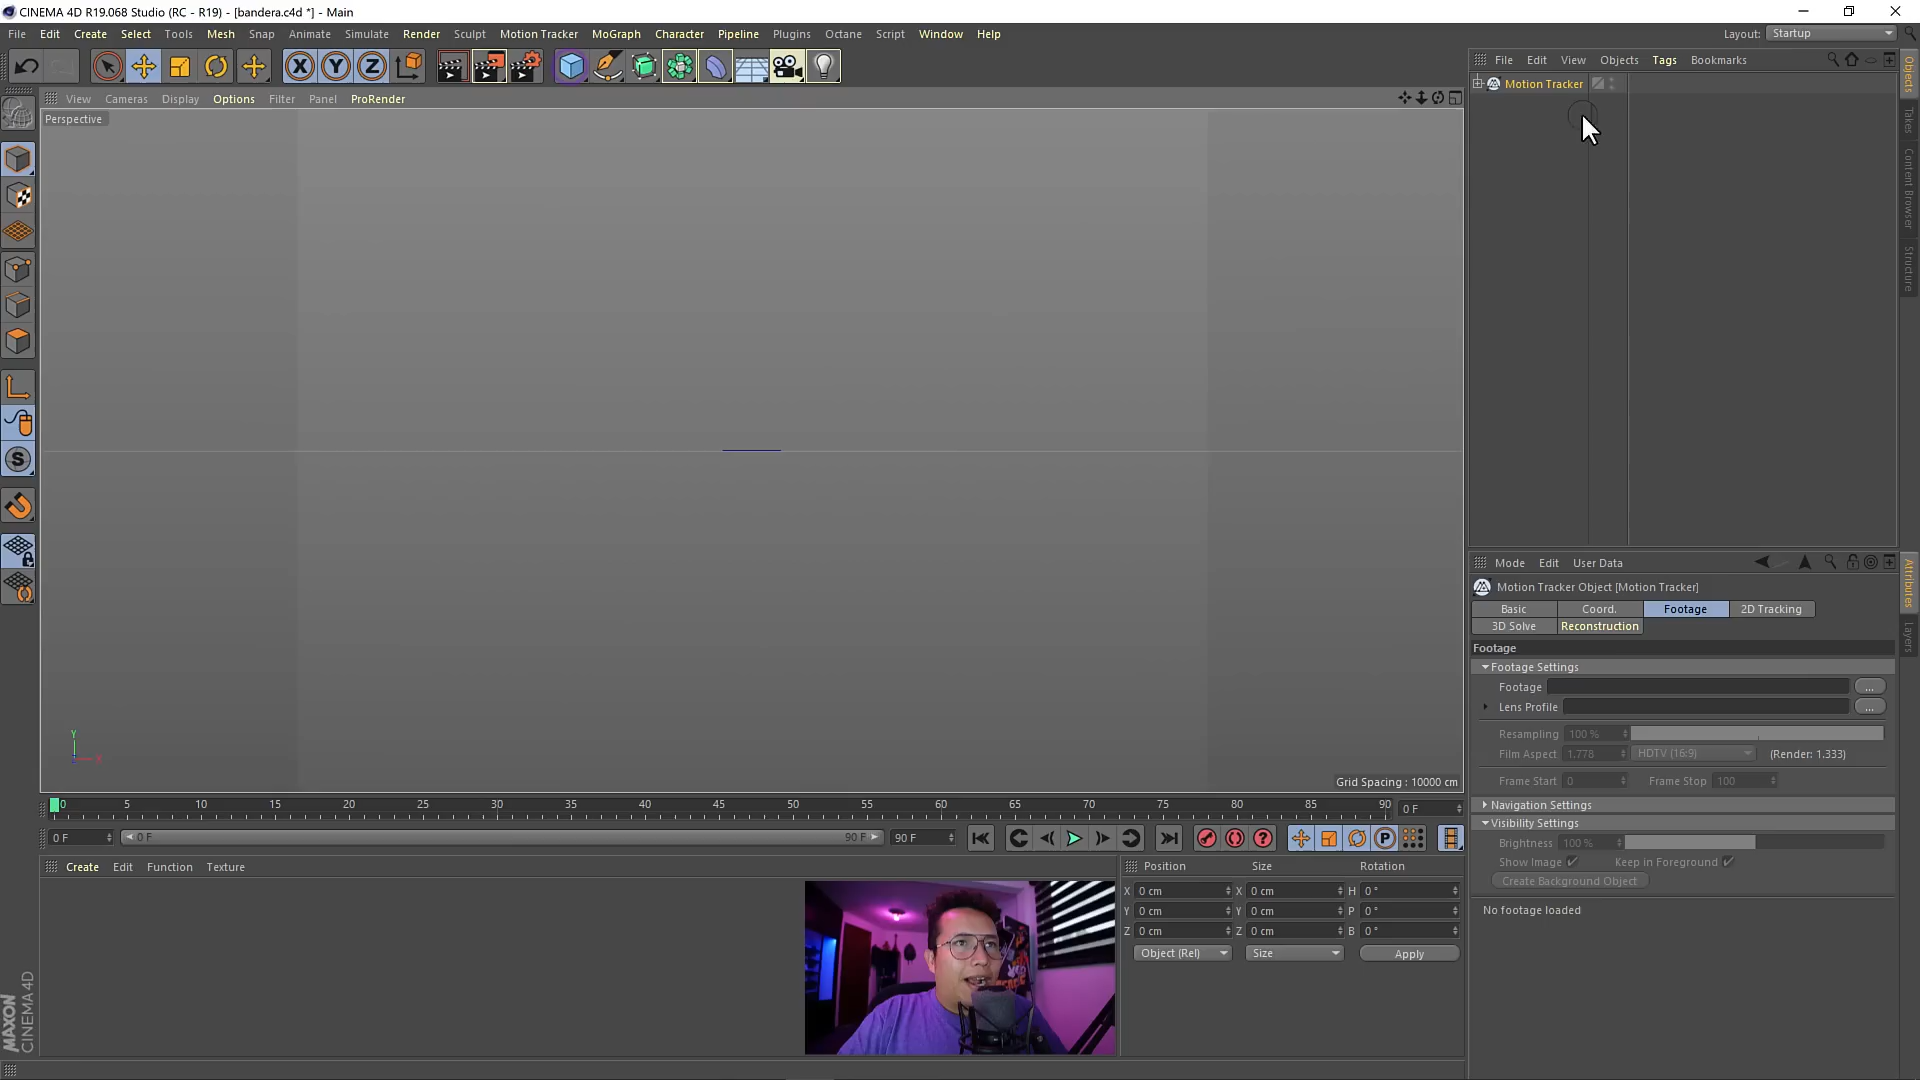 CINEMA 4D R19.068 Studio (RC - R19) - [bandera.c4d *] - Main
File Edit Create Select Tools Mesh Snap Animate Simulate Render Sculpt Motion Tracker MoGraph Character Pipeline Plugins Octane Script Window Help
Layout: Startup
File Edit View Objects Tags Bookmarks
Motion Tracker
View Cameras Display Options Filter Panel ProRender
Perspective
Y
X
Grid Spacing : 10000 cm
Objects
Takes
Content Browser
Structure
Mode Edit User Data
Motion Tracker Object [Motion Tracker]
Basic Coord. Footage 2D Tracking
3D Solve Reconstruction
Footage
Footage Settings
Footage ...
Lens Profile ...
Resampling 100 %
Film Aspect 1.778 HDTV (16:9) (Render: 1.333)
Frame Start 0 Frame Stop 100
Navigation Settings
Visibility Settings
Brightness 100 %
Show Image Keep in Foreground
Create Background Object
No footage loaded
Attributes
Layers
0 5 10 15 20 25 30 35 40 45 50 55 60 65 70 75 80 85 90 0 F
0 F 0 F 90 F 90 F
Create Edit Function Texture
Position Size Rotation
X 0 cm X 0 cm H 0 °
Y 0 cm Y 0 cm P 0 °
Z 0 cm Z 0 cm B 0 °
Object (Rel) Size Apply
MAXON
CINEMA 4D